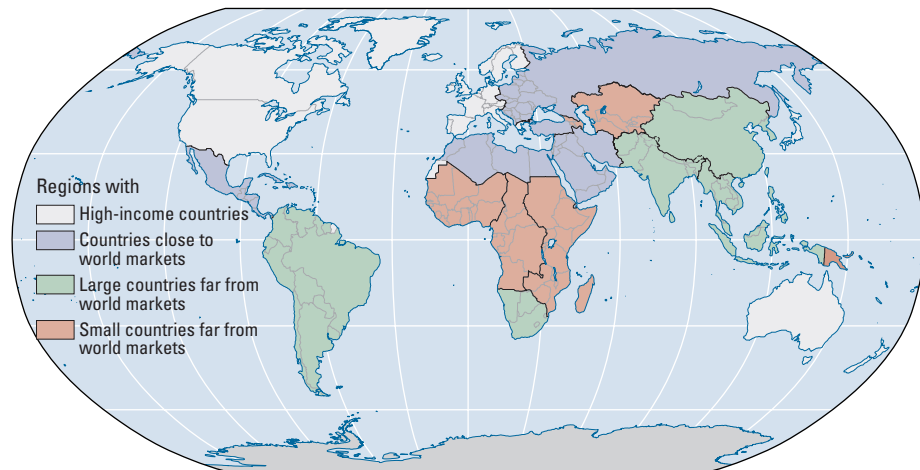 Regions with
High-income countries
Countries close to
world markets
Large countries far from
world markets
Small countries far from
world markets